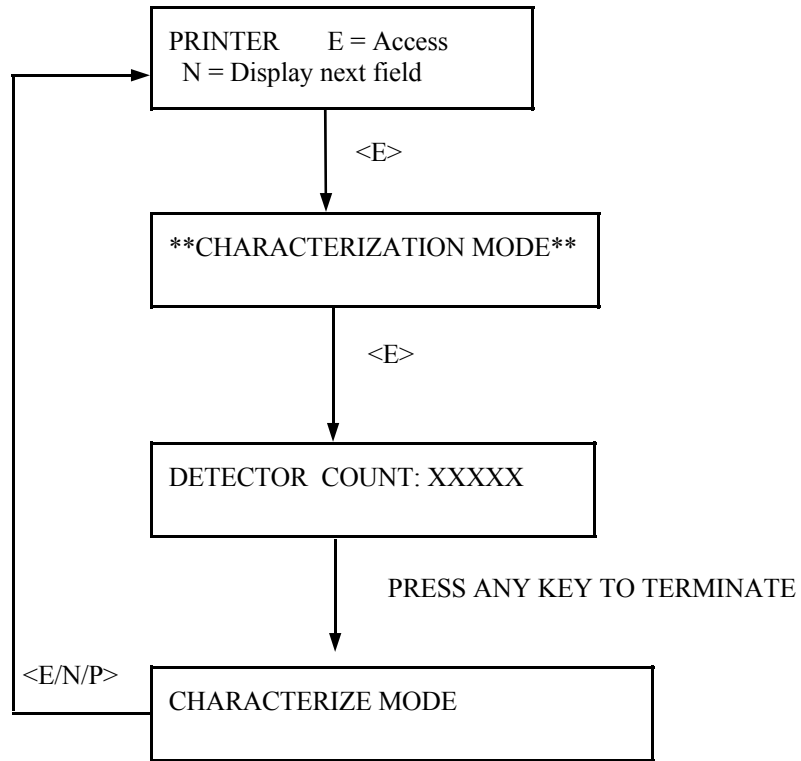 PRINTER E = Access
N = Display next field
<E>
**CHARACTERIZATION MODE**
<E>
DETECTOR COUNT: XXXXX
PRESS ANY KEY TO TERMINATE
<E/N/P>
CHARACTERIZE MODE